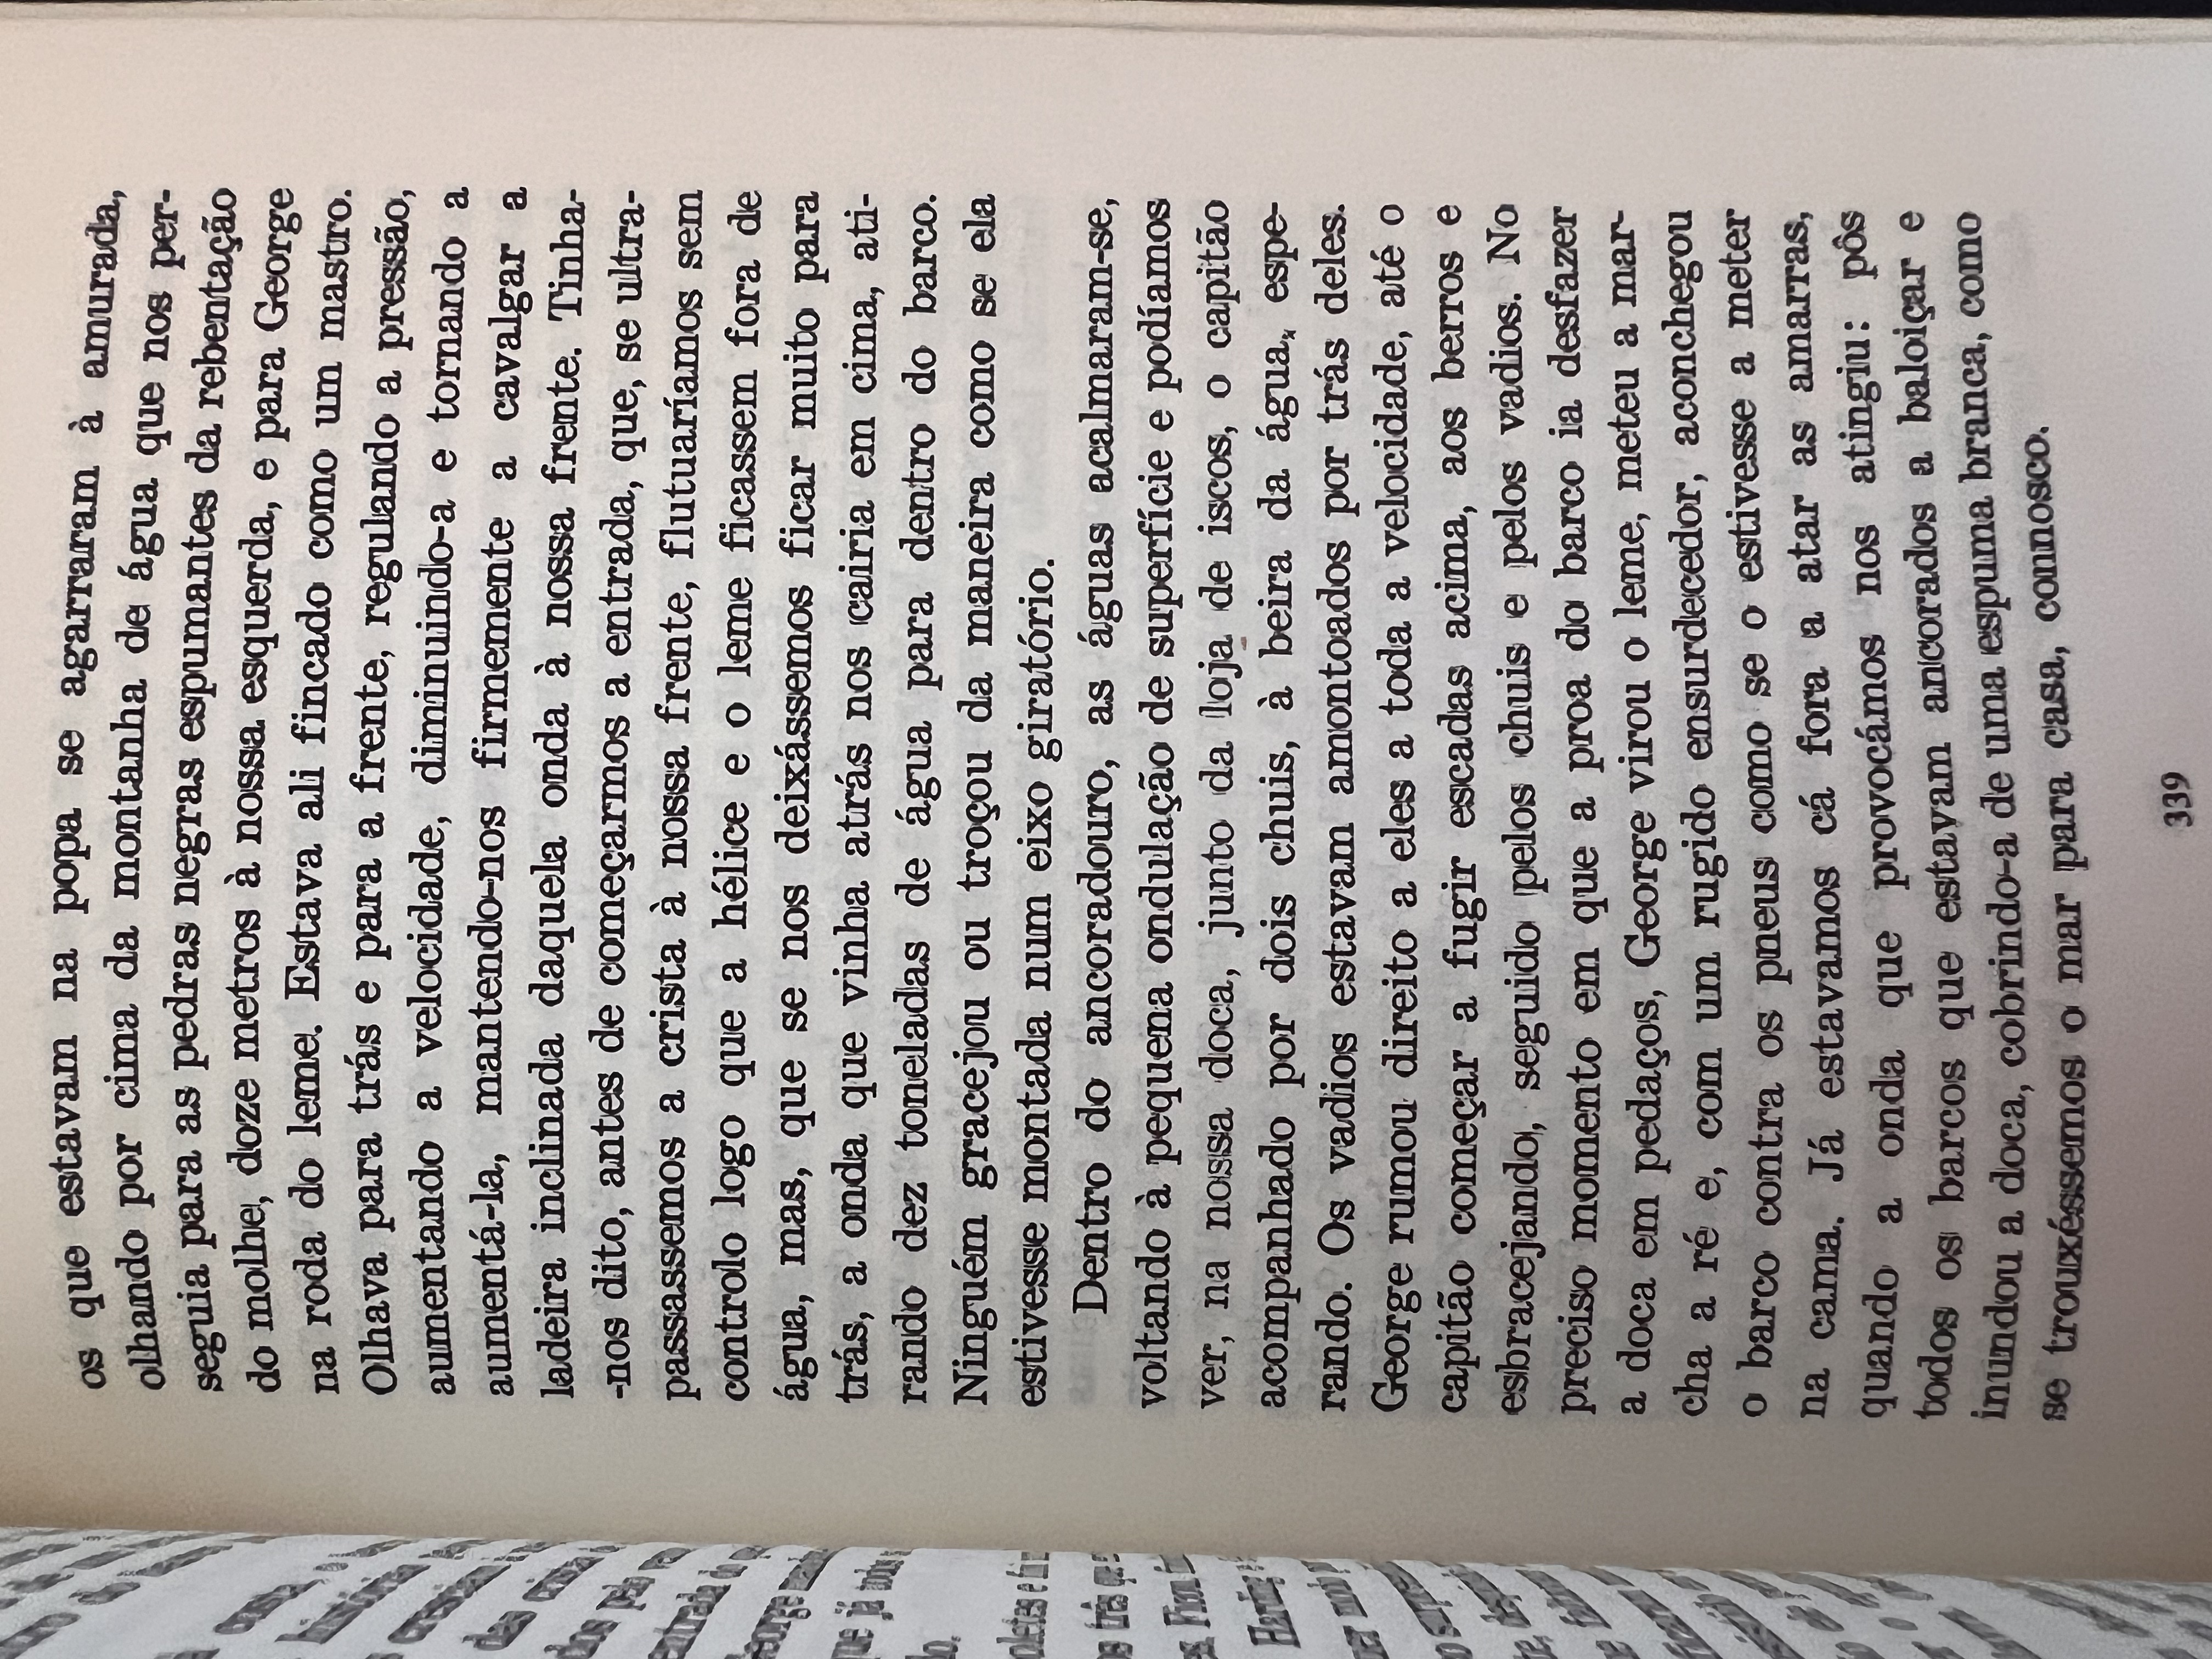 os que estavam na popa se agarraram à amurada,
olhando por cima da montanha de água que nos per-
seguia para as pedras negras espumantes da rebentação
do molhe, doze metros à nossa esquerda, e para George
na roda do leme. Estava ali fincado como um mastro.
Olhava para trás e para a frente, regulando a pressão,
aumentando a velocidade, diminuindo-a e tornando a
aumentá-la, mantendo-nos firmemente a cavalgar a
ladeira inclinada daquela onda à nossa frente. Tinha-
-nos dito, antes de começarmos a entrada, que, se ultra-
passassemos a crista à nossa frente, flutuaríamos sem
controlo logo que a hélice e o leme ficassem fora de
água, mas, que se nos deixássemos ficar muito para
trás, a onda que vinha atrás nos cairia em cima, ati-
rando dez toneladas de água para dentro do barco.
Ninguém gracejou ou troçou da maneira como se ela
estivesse montada num eixo giratório.
Dentro do ancoradouro, as águas acalmaram-se,
voltando à pequena ondulação de superfície e podíamos
ver, na nossa doca, junto da loja de iscos, o capitão
acompanhado por dois chuis, à beira da água, espe-
rando. Os vadios estavam amontoados por trás deles.
George rumou direito a eles a toda a velocidade, até o
capitão começar a fugir escadas acima, aos berros e
esbracejando, seguido pelos chuis e pelos vadios. No
preciso momento em que a proa do barco ia desfazer
a doca em pedaços, George virou o leme, meteu a mar-
cha a ré e, com um rugido ensurdecedor, aconchegou
o barco contra os pneus como se o estivesse a meter
na cama. Já estavamos cá fora a atar as amarras,
quando a onda que provocámos nos atingiu: pôs
todos os barcos que estavam ancorados a baloiçar e
inundou a doca, cobrindo-a de uma espuma branca, como
se trouxéssemos o mar para casa, connosco.
339